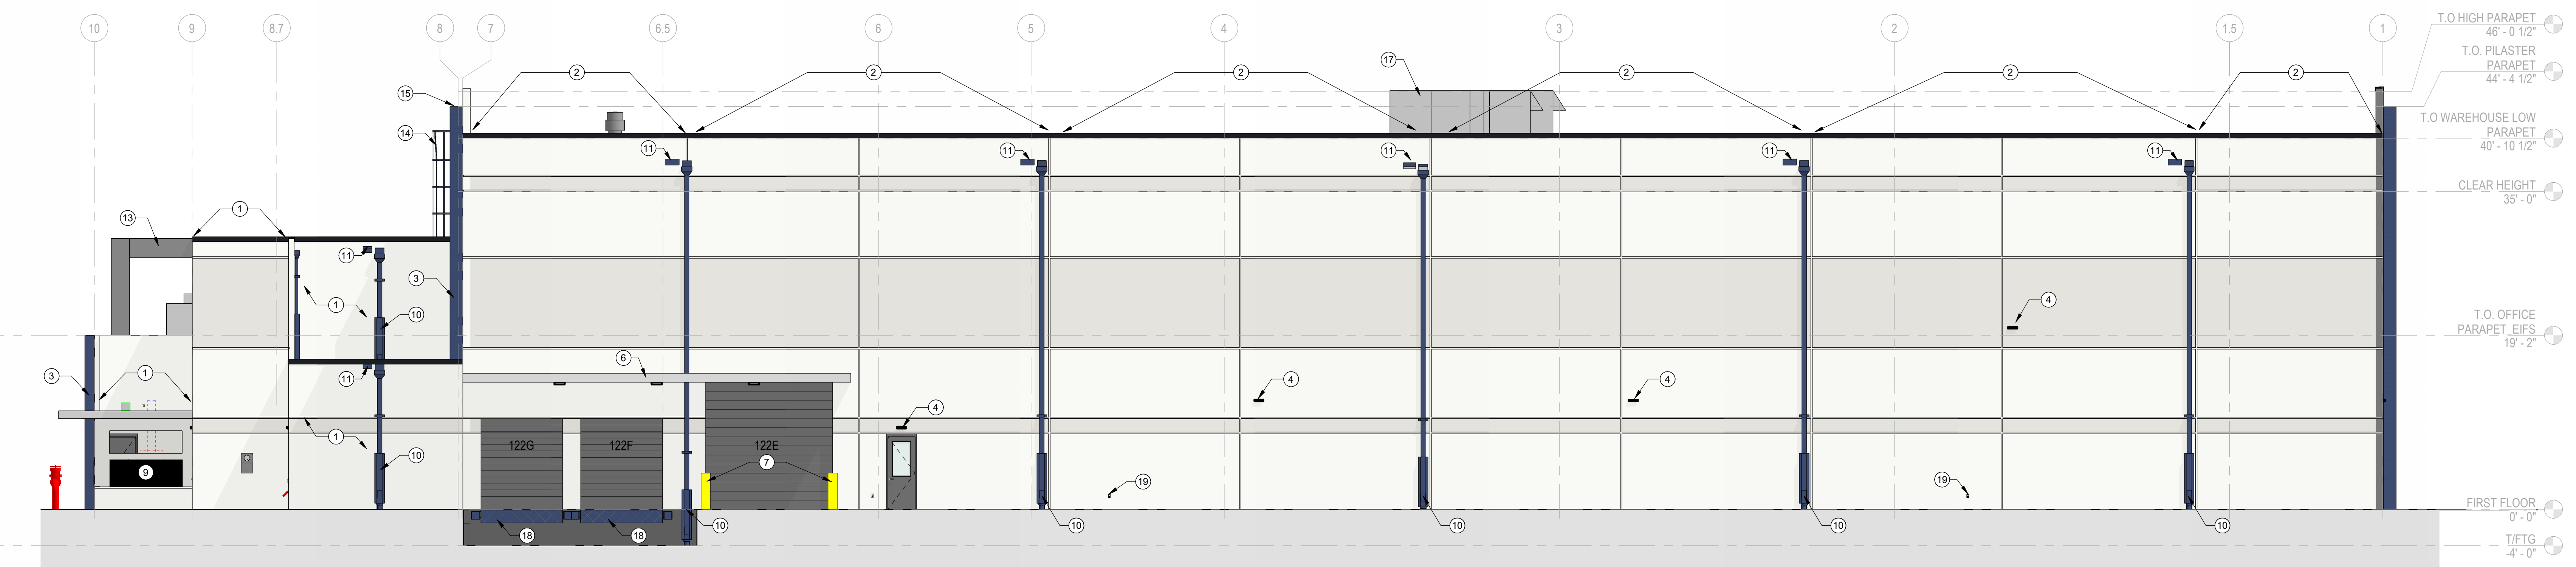 10
9
8.7
8
7
6.5
6
5
4
3
2
1.5
1
T.O HIGH PARAPET
46' - 0 1/2"
T.O. PILASTER
PARAPET
44' - 4 1/2"
T.O WAREHOUSE LOW
PARAPET
40' - 10 1/2"
CLEAR HEIGHT
35' - 0"
T.O. OFFICE
PARAPET_EIFS
19' - 2"
FIRST FLOOR
0' - 0"
T/FTG
-4' - 0"
17
2
2
2
2
2
2
15
14
11
11
11
11
11
1
13
11
3
1
10
4
6
11
3
1
4
4
4
1
122G
122F
122E
10
7
9
19
19
18
18
10
10
10
10
10